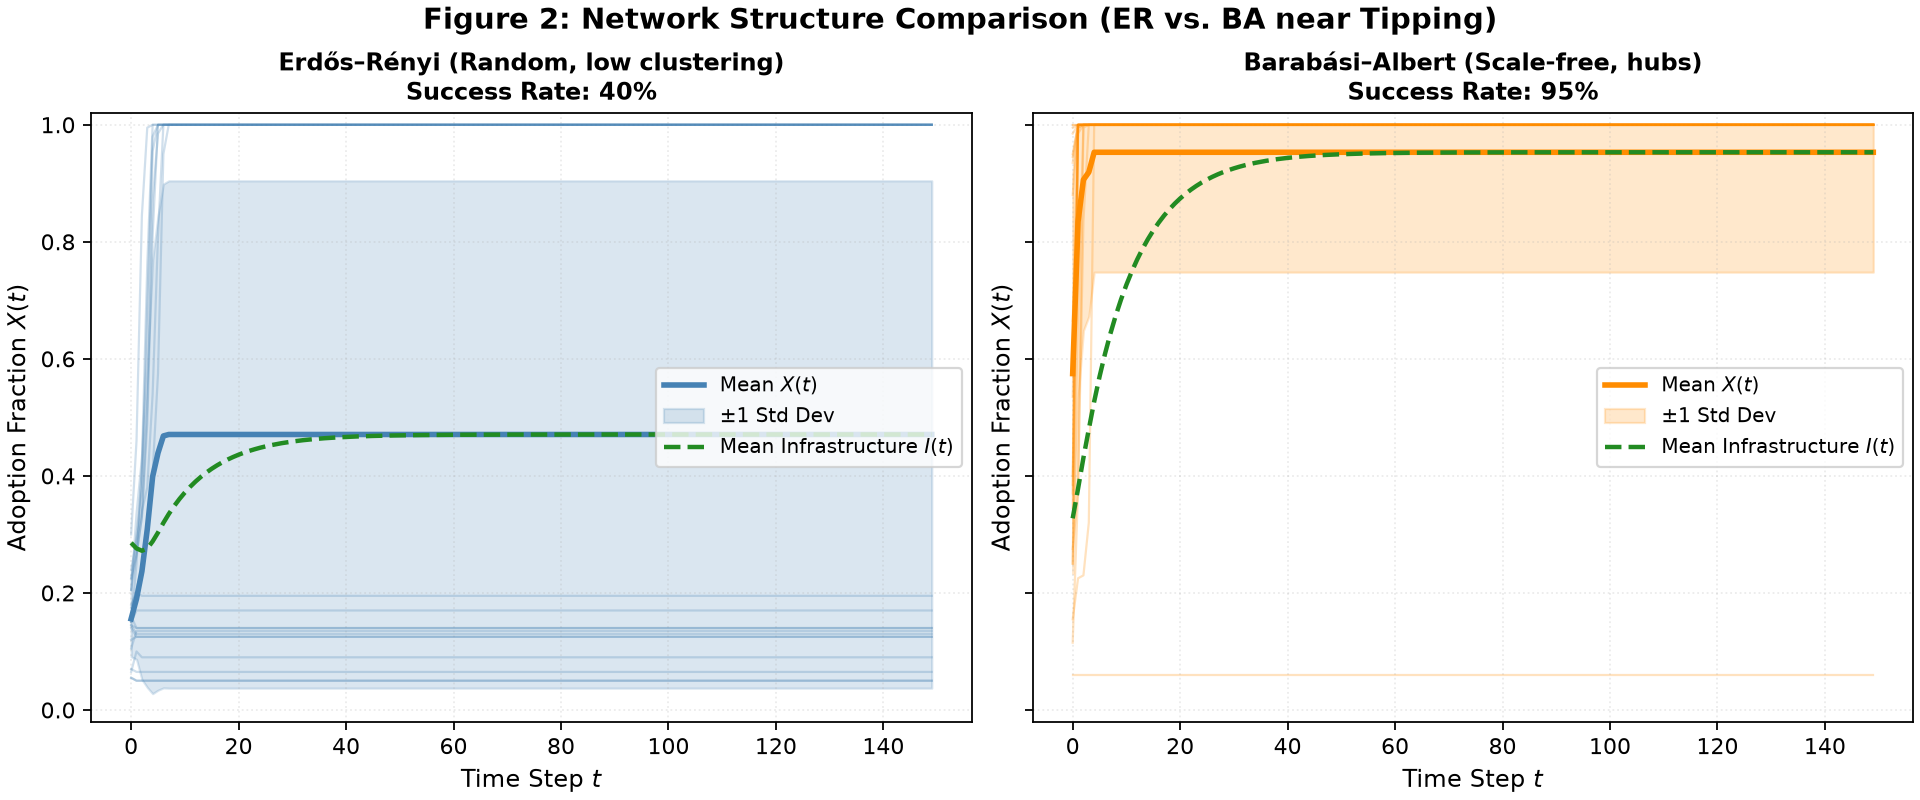 Figure 2: Network Structure Comparison (ER vs. BA near Tipping)
Erdős–Rényi (Random, low clustering)
Success Rate: 40%
Adoption Fraction X(t)
1.0
0.8
0.6
0.4
0.2
0.0
Mean X(t)
±1 Std Dev
Mean Infrastructure I(t)
0 20 40 60 80 100 120 140
Time Step t
Barabási–Albert (Scale-free, hubs)
Success Rate: 95%
Adoption Fraction X(t)
Mean X(t)
±1 Std Dev
Mean Infrastructure I(t)
0 20 40 60 80 100 120 140
Time Step t